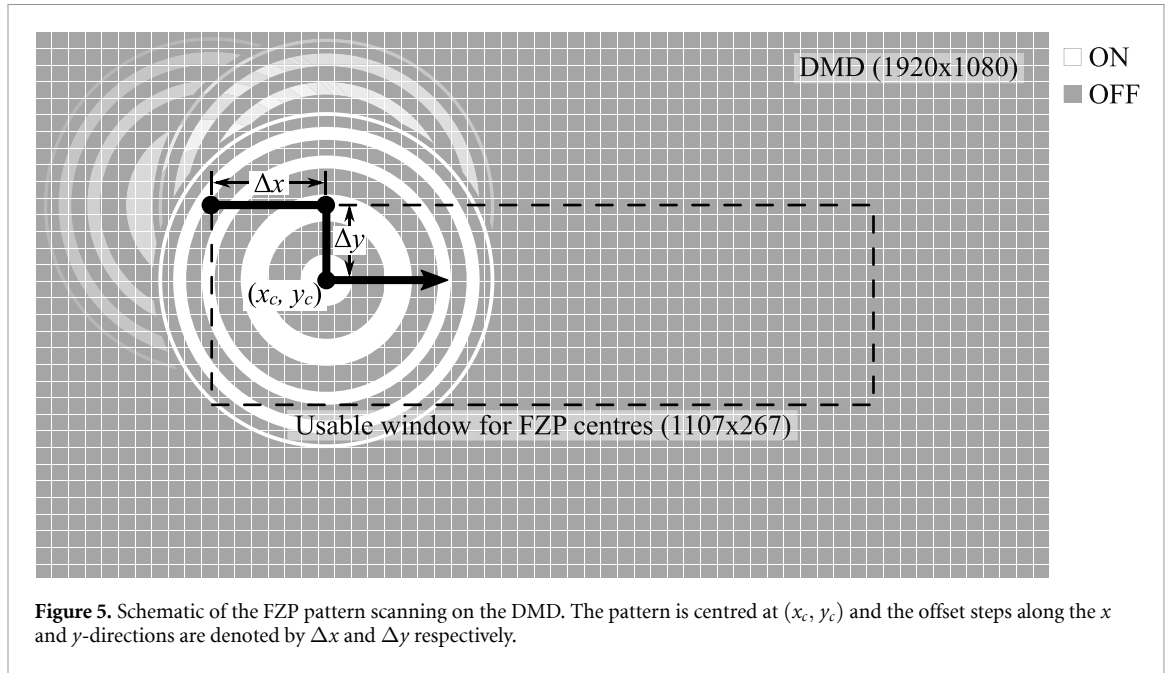 DMD (1920x1080)
ON
OFF
Δx
Δy
(xc, yc)
Usable window for FZP centres (1107x267)
Figure 5. Schematic of the FZP pattern scanning on the DMD. The pattern is centred at (xc, yc) and the offset steps along the x
and y-directions are denoted by Δx and Δy respectively.